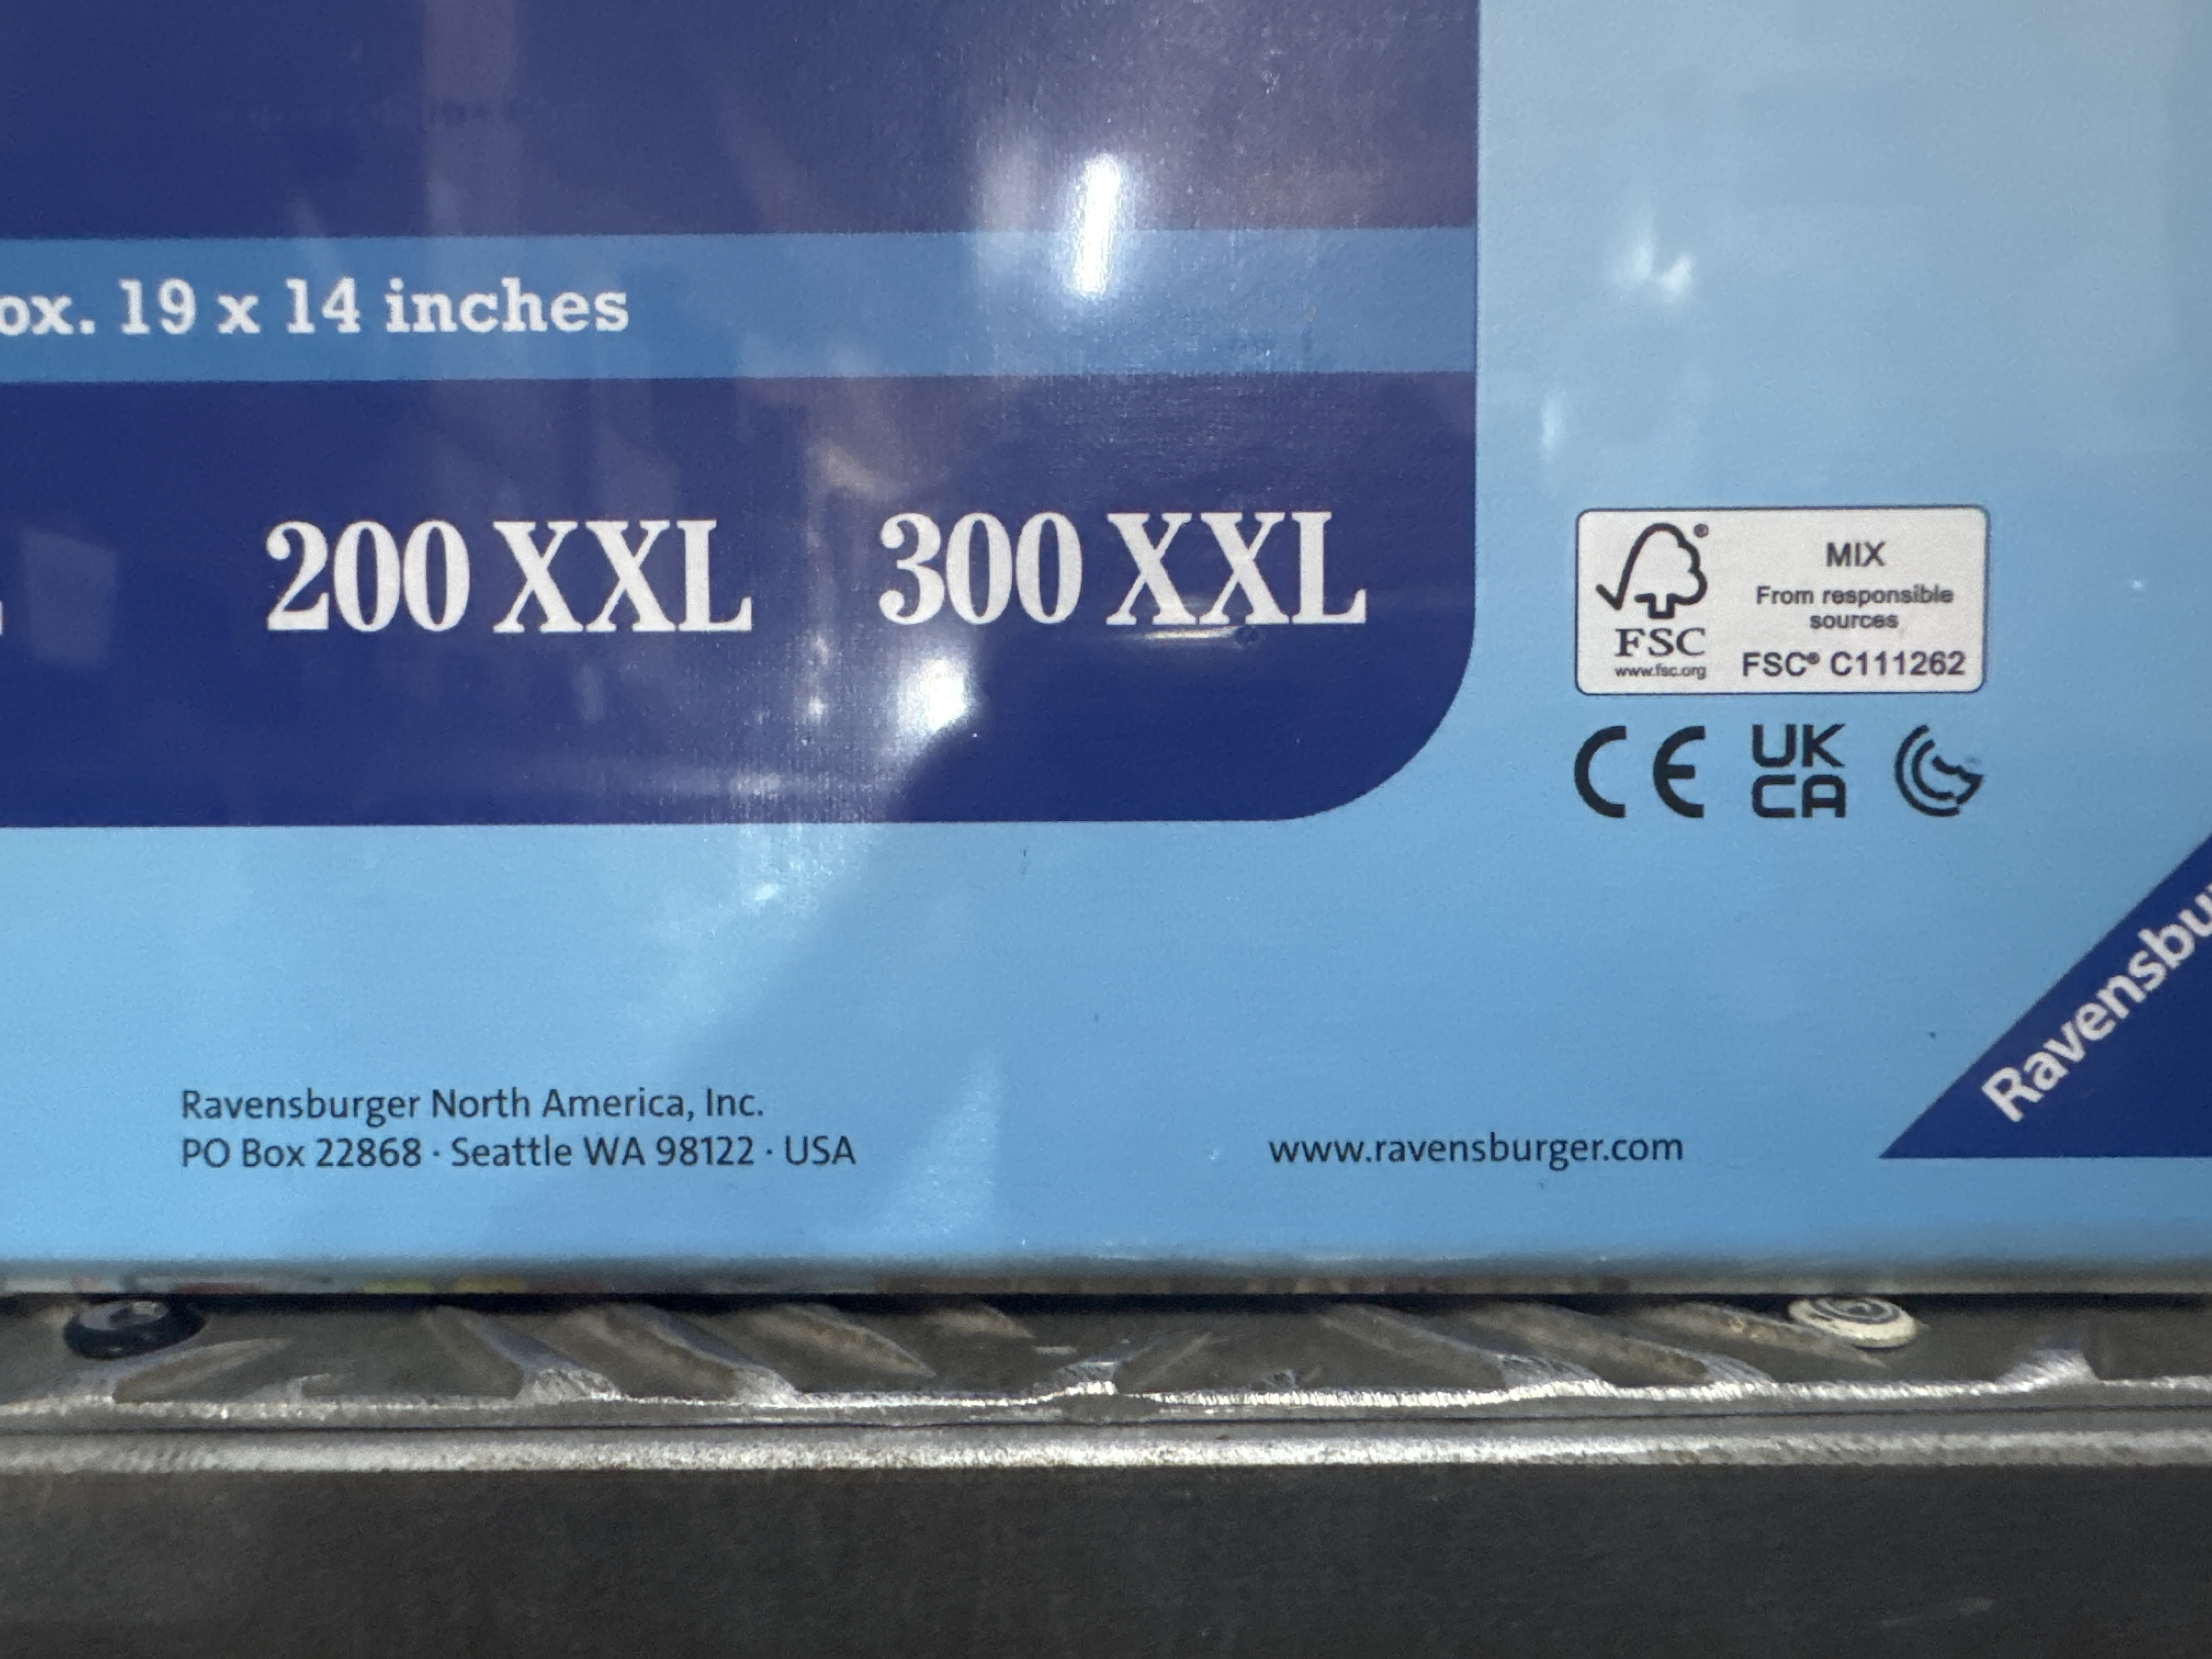 ox. 19 x 14 inches
200 XXL 300 XXL
FSC®
www.fsc.org
MIX
From responsible
sources
FSC® C111262
CE UK
CA
Ravensbu
Ravensburger North America, Inc.
PO Box 22868 · Seattle WA 98122 · USA
www.ravensburger.com